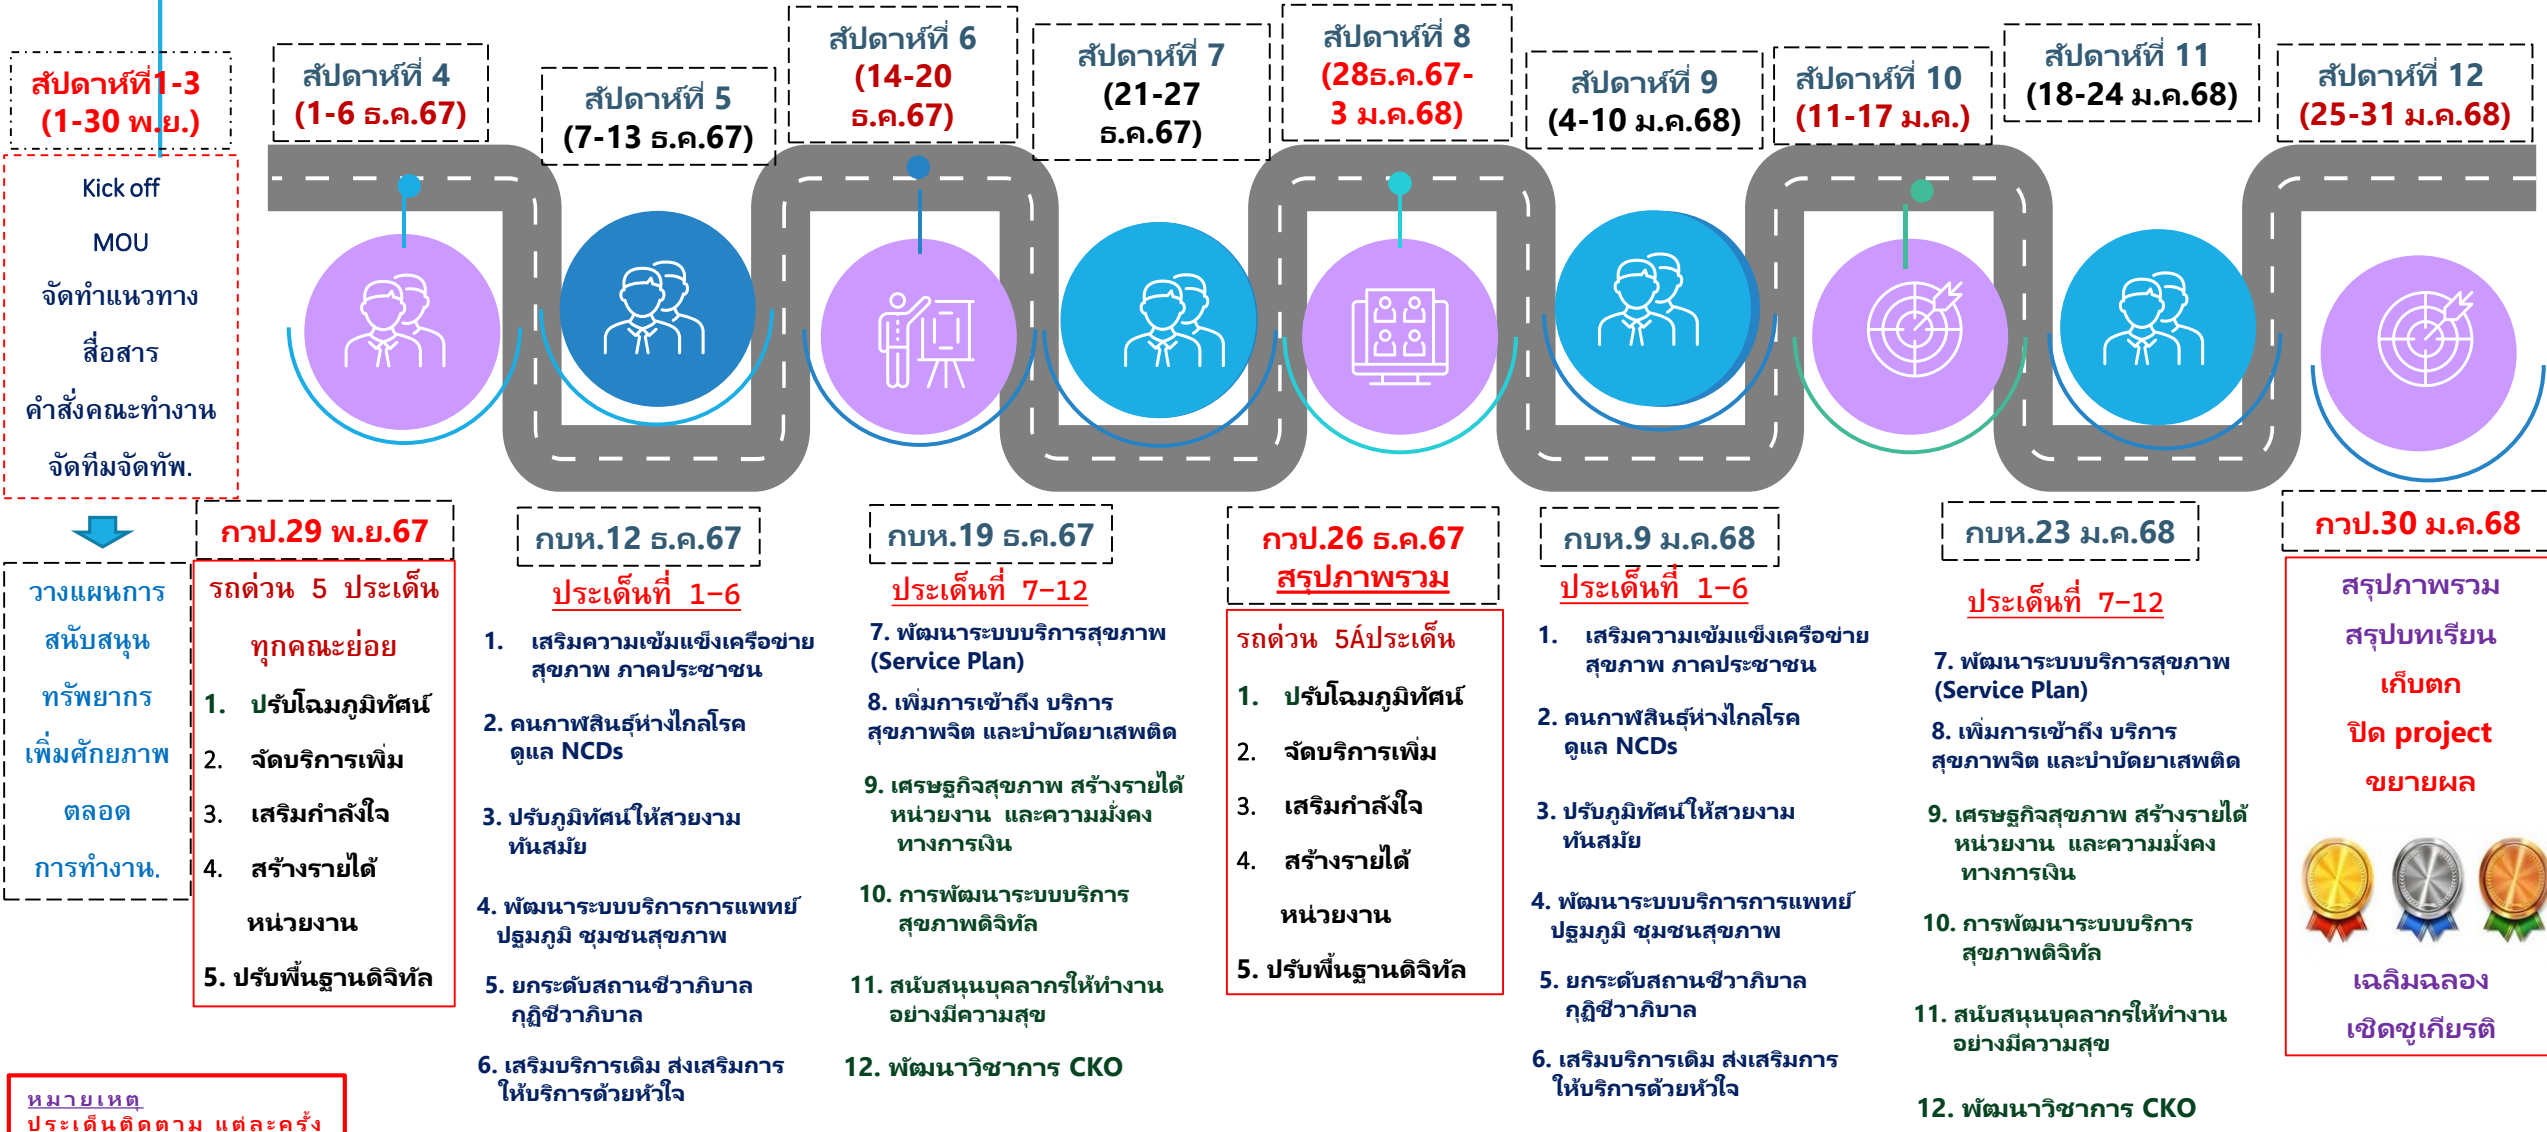 สัปดาห์ที่1-3
(1-30 พ.ย.)
สัปดาห์ที่ 4
(1-6 ธ.ค.67)
สัปดาห์ที่ 5
(7-13 ธ.ค.67)
สัปดาห์ที่ 6
(14-20
ธ.ค.67)
สัปดาห์ที่ 7
(21-27
ธ.ค.67)
สัปดาห์ที่ 8
(28ธ.ค.67-
3 ม.ค.68)
สัปดาห์ที่ 9
(4-10 ม.ค.68)
สัปดาห์ที่ 10
(11-17 ม.ค.)
สัปดาห์ที่ 11
(18-24 ม.ค.68)
สัปดาห์ที่ 12
(25-31 ม.ค.68)
Kick off
MOU
จัดทำแนวทาง
สื่อสาร
คำสั่งคณะทำงาน
จัดทีมจัดทัพ.
วางแผนการ
สนับสนุน
ทรัพยากร
เพิ่มศักยภาพ
ตลอด
การทำงาน.
กวป.29 พ.ย.67
รถด่วน 5 ประเด็น
ทุกคณะย่อย
1. ปรับโฉมภูมิทัศน์
2. จัดบริการเพิ่ม
3. เสริมกำลังใจ
4. สร้างรายได้
หน่วยงาน
5. ปรับพื้นฐานดิจิทัล
กบห.12 ธ.ค.67
ประเด็นที่ 1-6
1. เสริมความเข้มแข็งเครือข่าย
สุขภาพ ภาคประชาชน
2. คนกาฬสินธุ์ห่างไกลโรค
ดูแล NCDs
3. ปรับภูมิทัศน์ให้สวยงาม
ทันสมัย
4. พัฒนาระบบบริการการแพทย์
ปฐมภูมิ ชุมชนสุขภาพ
5. ยกระดับสถานชีวาภิบาล
กุฏิชีวาภิบาล
6. เสริมบริการเดิม ส่งเสริมการ
ให้บริการด้วยหัวใจ
กบห.19 ธ.ค.67
ประเด็นที่ 7-12
7. พัฒนาระบบบริการสุขภาพ
(Service Plan)
8. เพิ่มการเข้าถึง บริการ
สุขภาพจิต และบำบัดยาเสพติด
9. เศรษฐกิจสุขภาพ สร้างรายได้
หน่วยงาน และความมั่งคง
ทางการเงิน
10. การพัฒนาระบบบริการ
สุขภาพดิจิทัล
11. สนับสนุนบุคลากรให้ทำงาน
อย่างมีความสุข
12. พัฒนาวิชาการ CKO
กวป.26 ธ.ค.67
สรุปภาพรวม
รถด่วน 5Áประเด็น
1. ปรับโฉมภูมิทัศน์
2. จัดบริการเพิ่ม
3. เสริมกำลังใจ
4. สร้างรายได้
หน่วยงาน
5. ปรับพื้นฐานดิจิทัล
กบห.9 ม.ค.68
ประเด็นที่ 1-6
1. เสริมความเข้มแข็งเครือข่าย
สุขภาพ ภาคประชาชน
2. คนกาฬสินธุ์ห่างไกลโรค
ดูแล NCDs
3. ปรับภูมิทัศน์ให้สวยงาม
ทันสมัย
4. พัฒนาระบบบริการการแพทย์
ปฐมภูมิ ชุมชนสุขภาพ
5. ยกระดับสถานชีวาภิบาล
กุฏิชีวาภิบาล
6. เสริมบริการเดิม ส่งเสริมการ
ให้บริการด้วยหัวใจ
กบห.23 ม.ค.68
ประเด็นที่ 7-12
7. พัฒนาระบบบริการสุขภาพ
(Service Plan)
8. เพิ่มการเข้าถึง บริการ
สุขภาพจิต และบำบัดยาเสพติด
9. เศรษฐกิจสุขภาพ สร้างรายได้
หน่วยงาน และความมั่งคง
ทางการเงิน
10. การพัฒนาระบบบริการ
สุขภาพดิจิทัล
11. สนับสนุนบุคลากรให้ทำงาน
อย่างมีความสุข
12. พัฒนาวิชาการ CKO
กวป.30 ม.ค.68
สรุปภาพรวม
สรุปบทเรียน
เก็บตก
ปิด project
ขยายผล
เฉลิมฉลอง
เชิดชูเกียรติ
หมายเหตุ
ประเด็นติดตาม แต่ละครั้ง